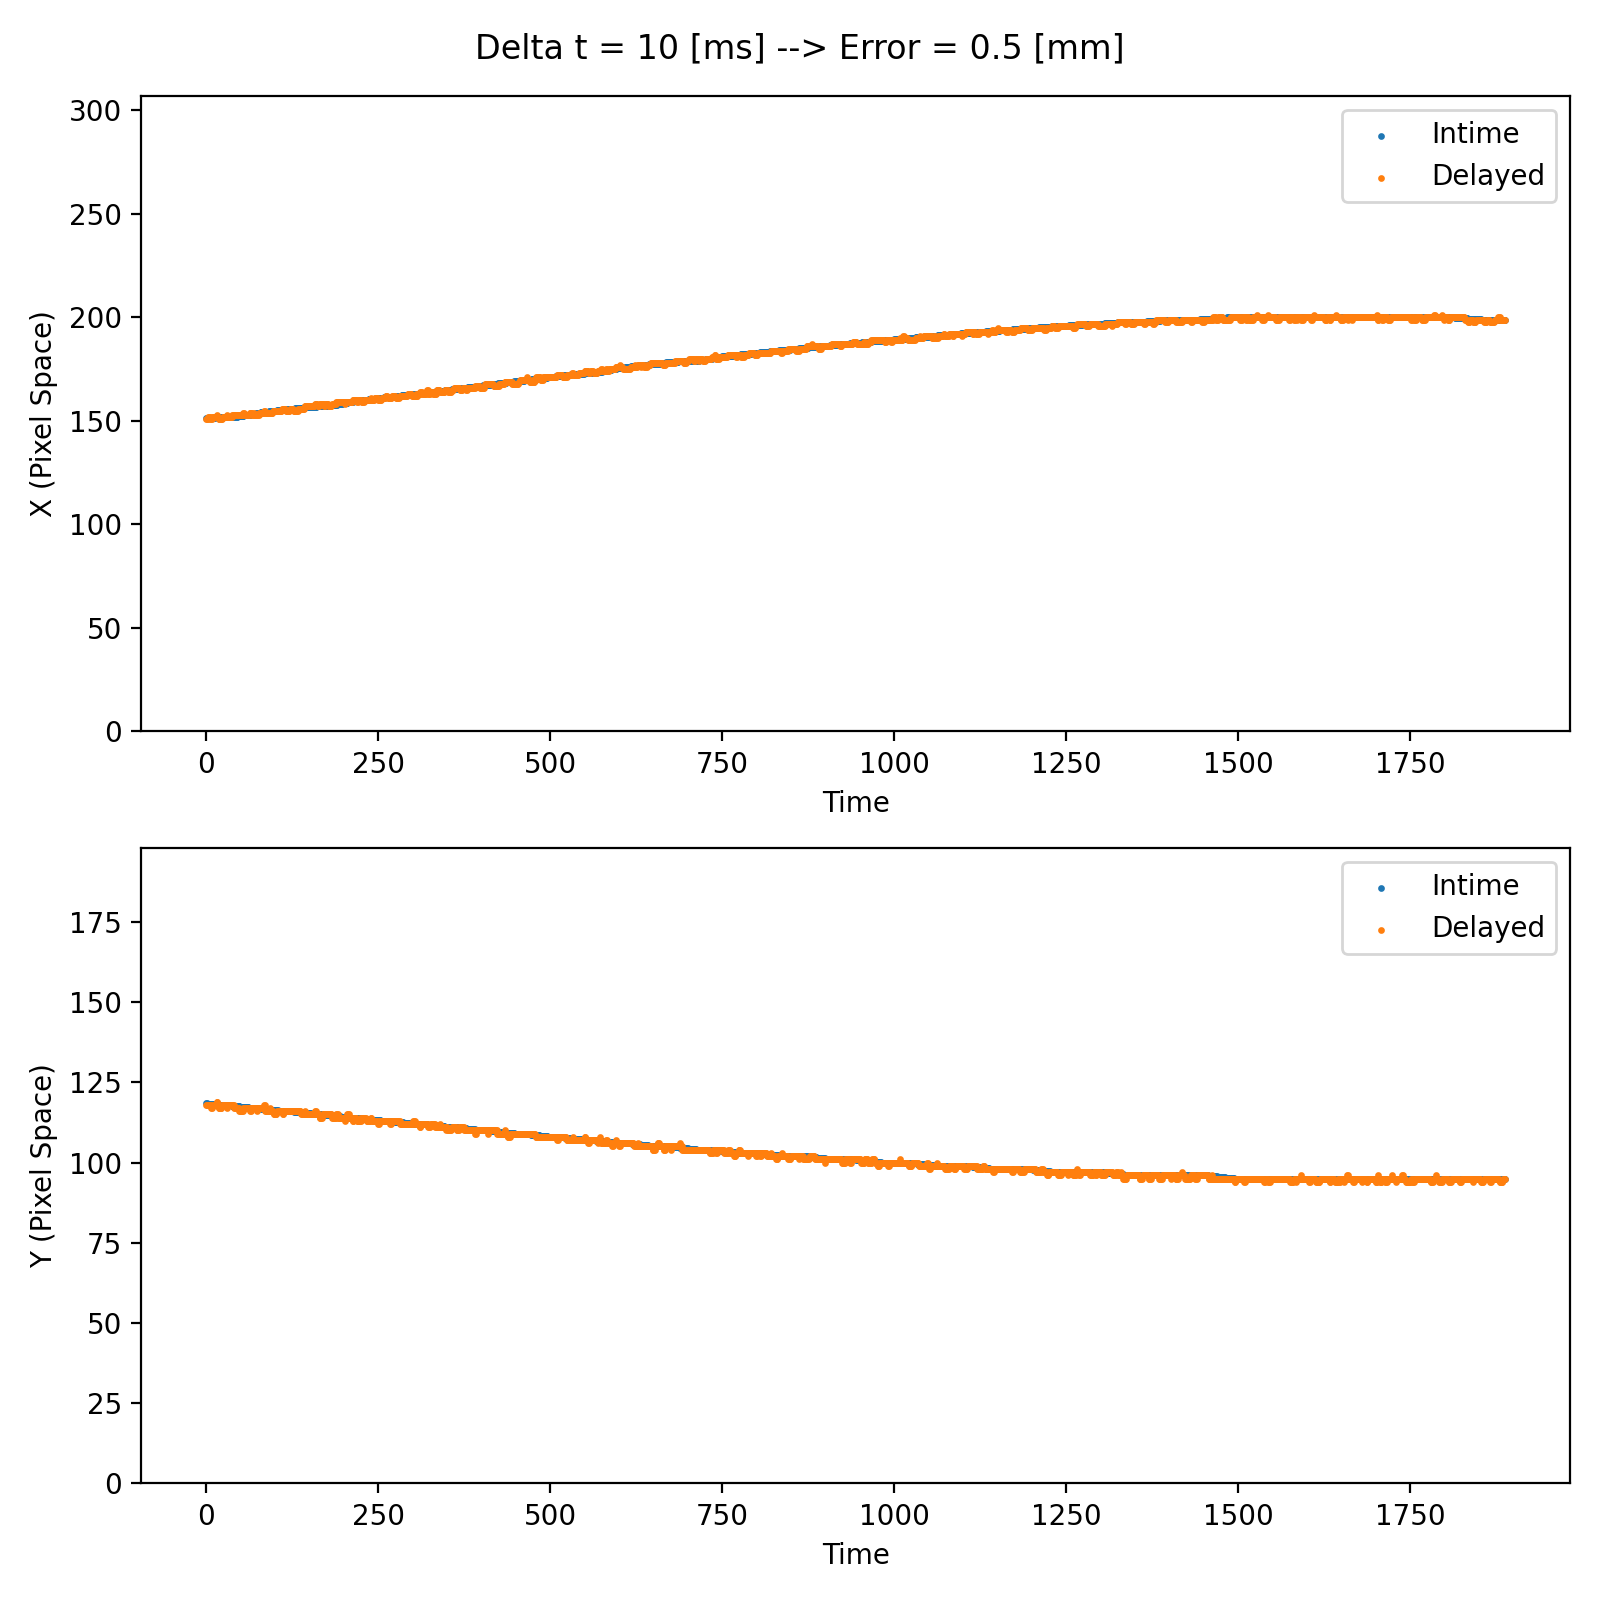 Delta t = 10 [ms] --> Error = 0.5 [mm]
300
250
200
150
100
50
0
X (Pixel Space)
Intime
Delayed
0 250 500 750 1000 1250 1500 1750
Time
175
150
125
100
75
50
25
0
Y (Pixel Space)
Intime
Delayed
0 250 500 750 1000 1250 1500 1750
Time